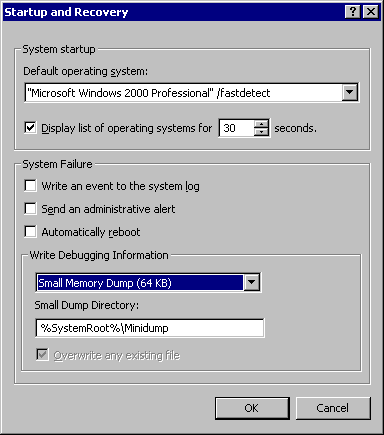 Startup and Recovery
System startup
Default operating system:
"Microsoft Windows 2000 Professional" /fastdetect
Display list of operating systems for 30 seconds.
System Failure
Write an event to the system log
Send an administrative alert
Automatically reboot
Write Debugging Information
Small Memory Dump (64 KB)
Small Dump Directory:
%SystemRoot%\Minidump
Overwrite any existing file
OK Cancel